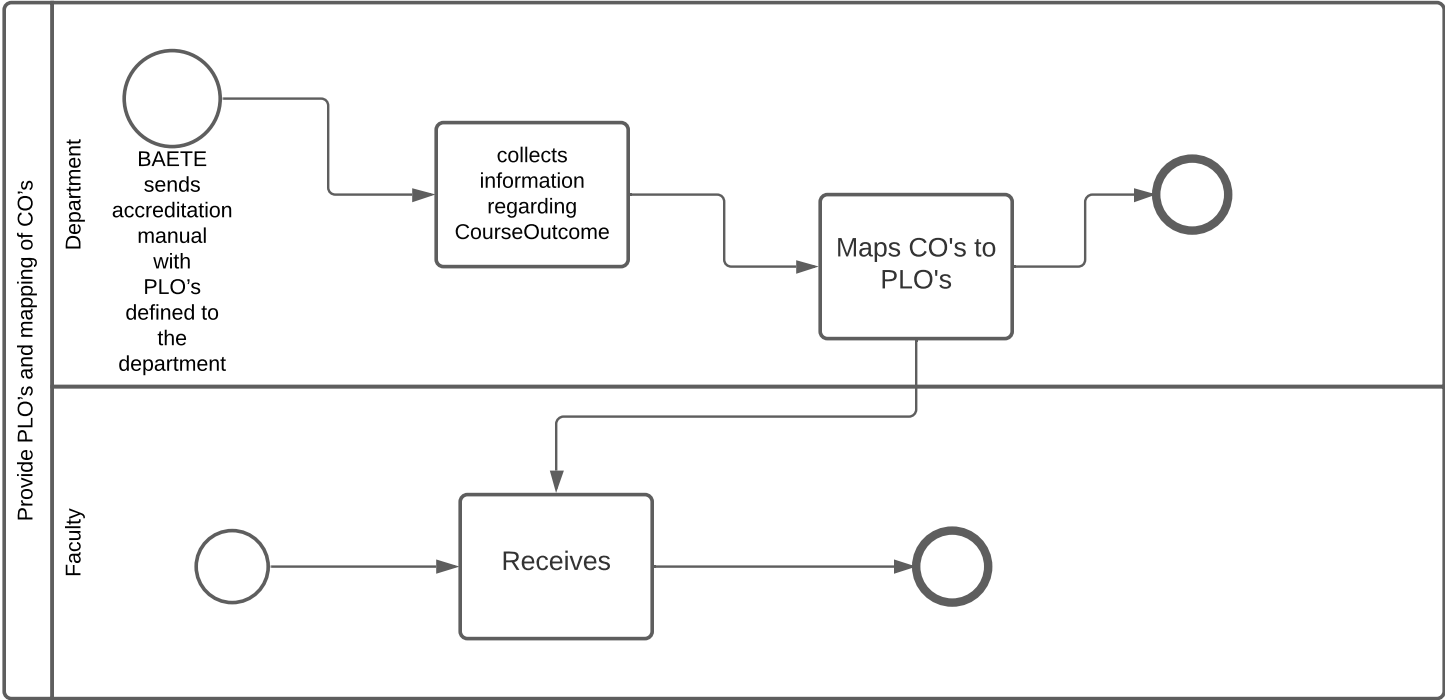 Provide PLO’s and mapping of CO’s
Department
BAETE
sends
accreditation
manual
with
PLO’s
defined to
the
department
collects
information
regarding
CourseOutcome
Maps CO's to
PLO's
Faculty
Receives